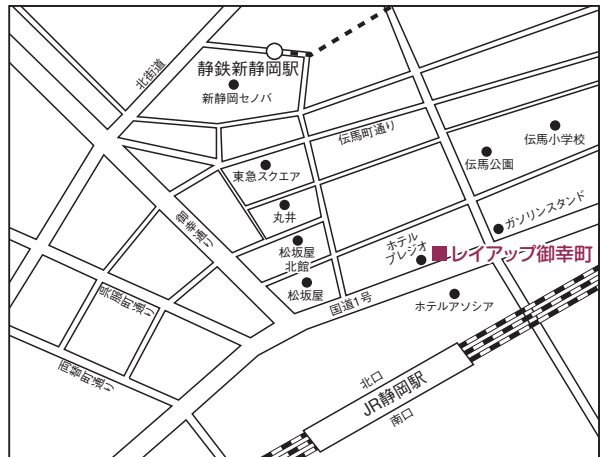 北街道
静鉄新静岡駅
新静岡セノバ
伝馬町通り
伝馬小学校
伝馬公園
東急スクエア
丸井
御幸通り
ガソリンスタンド
松坂屋
北館
ホテル
プレジオ
■レイアップ御幸町
松坂屋
国道1号
ホテルアソシア
呉服町通り
両替町通り
北口
JR静岡駅
南口